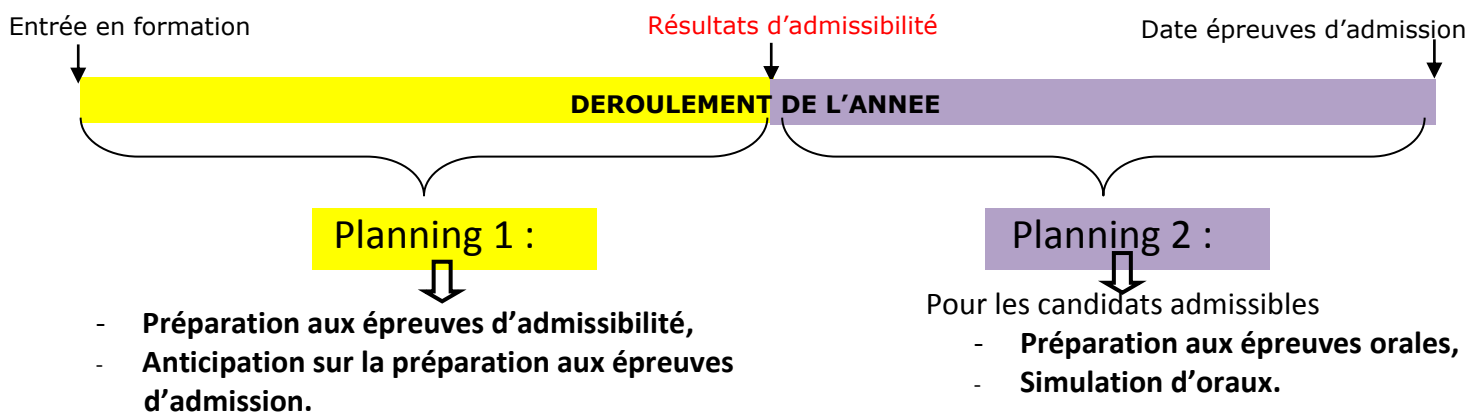 Entrée en formation
Résultats d’admissibilité
Date épreuves d’admission
DEROULEMENT DE L’ANNEE
Planning 1 :
- Préparation aux épreuves d’admissibilité,
- Anticipation sur la préparation aux épreuves
d’admission.
Planning 2 :
Pour les candidats admissibles
- Préparation aux épreuves orales,
- Simulation d’oraux.